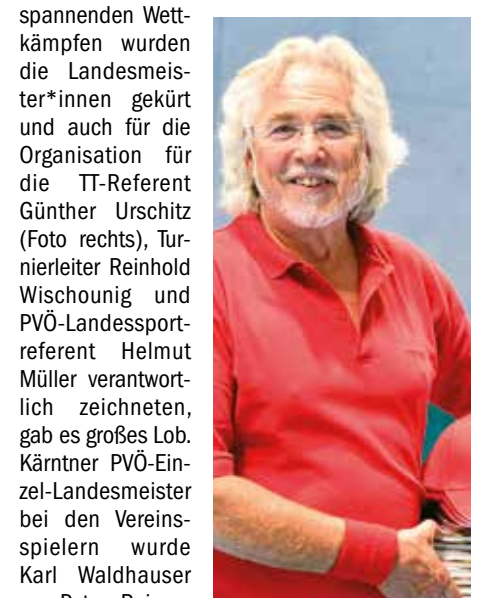 spannenden Wett-
kämpfen wurden
die Landesmeis-
ter*innen gekürt
und auch für die
Organisation für
die TT-Referent
Günther Urschitz
(Foto rechts), Tur-
nierleiter Reinhold
Wischounig und
PVÖ-Landessport-
referent Helmut
Müller verantwort-
lich zeichneten,
gab es großes Lob.
Kärntner PVÖ-Ein-
zel-Landesmeister
bei den Vereins-
spielern wurde
Karl Waldhauser